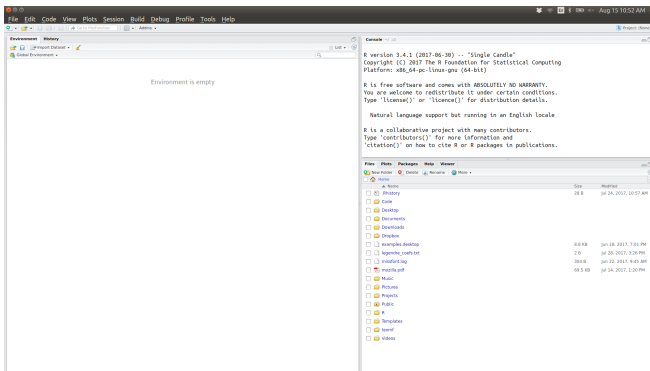 Aug 15 10:52 AM
File Edit Code View Plots Session Build Debug Profile Tools Help
Go to file/function
Addins
Project: (None)
Environment History
Import Dataset
List
Global Environment
Environment is empty
Console ~/
R version 3.4.1 (2017-06-30) -- "Single Candle"
Copyright (C) 2017 The R Foundation for Statistical Computing
Platform: x86_64-pc-linux-gnu (64-bit)
R is free software and comes with ABSOLUTELY NO WARRANTY.
You are welcome to redistribute it under certain conditions.
Type 'license()' or 'licence()' for distribution details.
Natural language support but running in an English locale
R is a collaborative project with many contributors.
Type 'contributors()' for more information and
'citation()' on how to cite R or R packages in publications.
Files Plots Packages Help Viewer
New Folder Delete Rename More
Home
Name Size Modified
.Rhistory 28 B Jul 24, 2017, 10:57 AM
Code
Desktop
Documents
Downloads
Dropbox
examples.desktop 8.8 KB Jun 18, 2017, 7:01 PM
legendre_coefs.txt 2 B Jul 28, 2017, 3:26 PM
missfont.log 393 B Jun 22, 2017, 9:45 AM
mozilla.pdf 66.5 KB Jul 14, 2017, 1:20 PM
Music
Pictures
Projects
Public
R
Templates
texmf
Videos